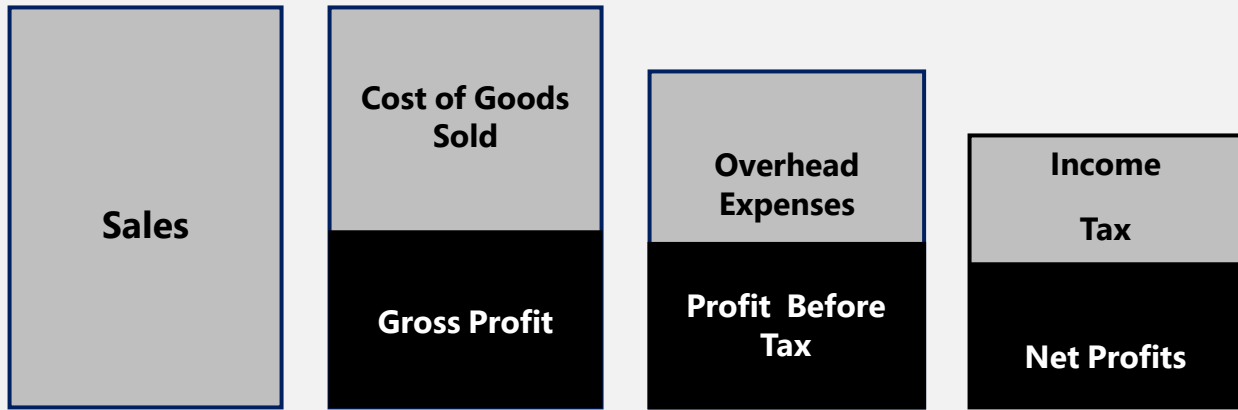 Sales
Cost of Goods
Sold
Gross Profit
Overhead
Expenses
Profit  Before
Tax
Income
Tax
Net Profits